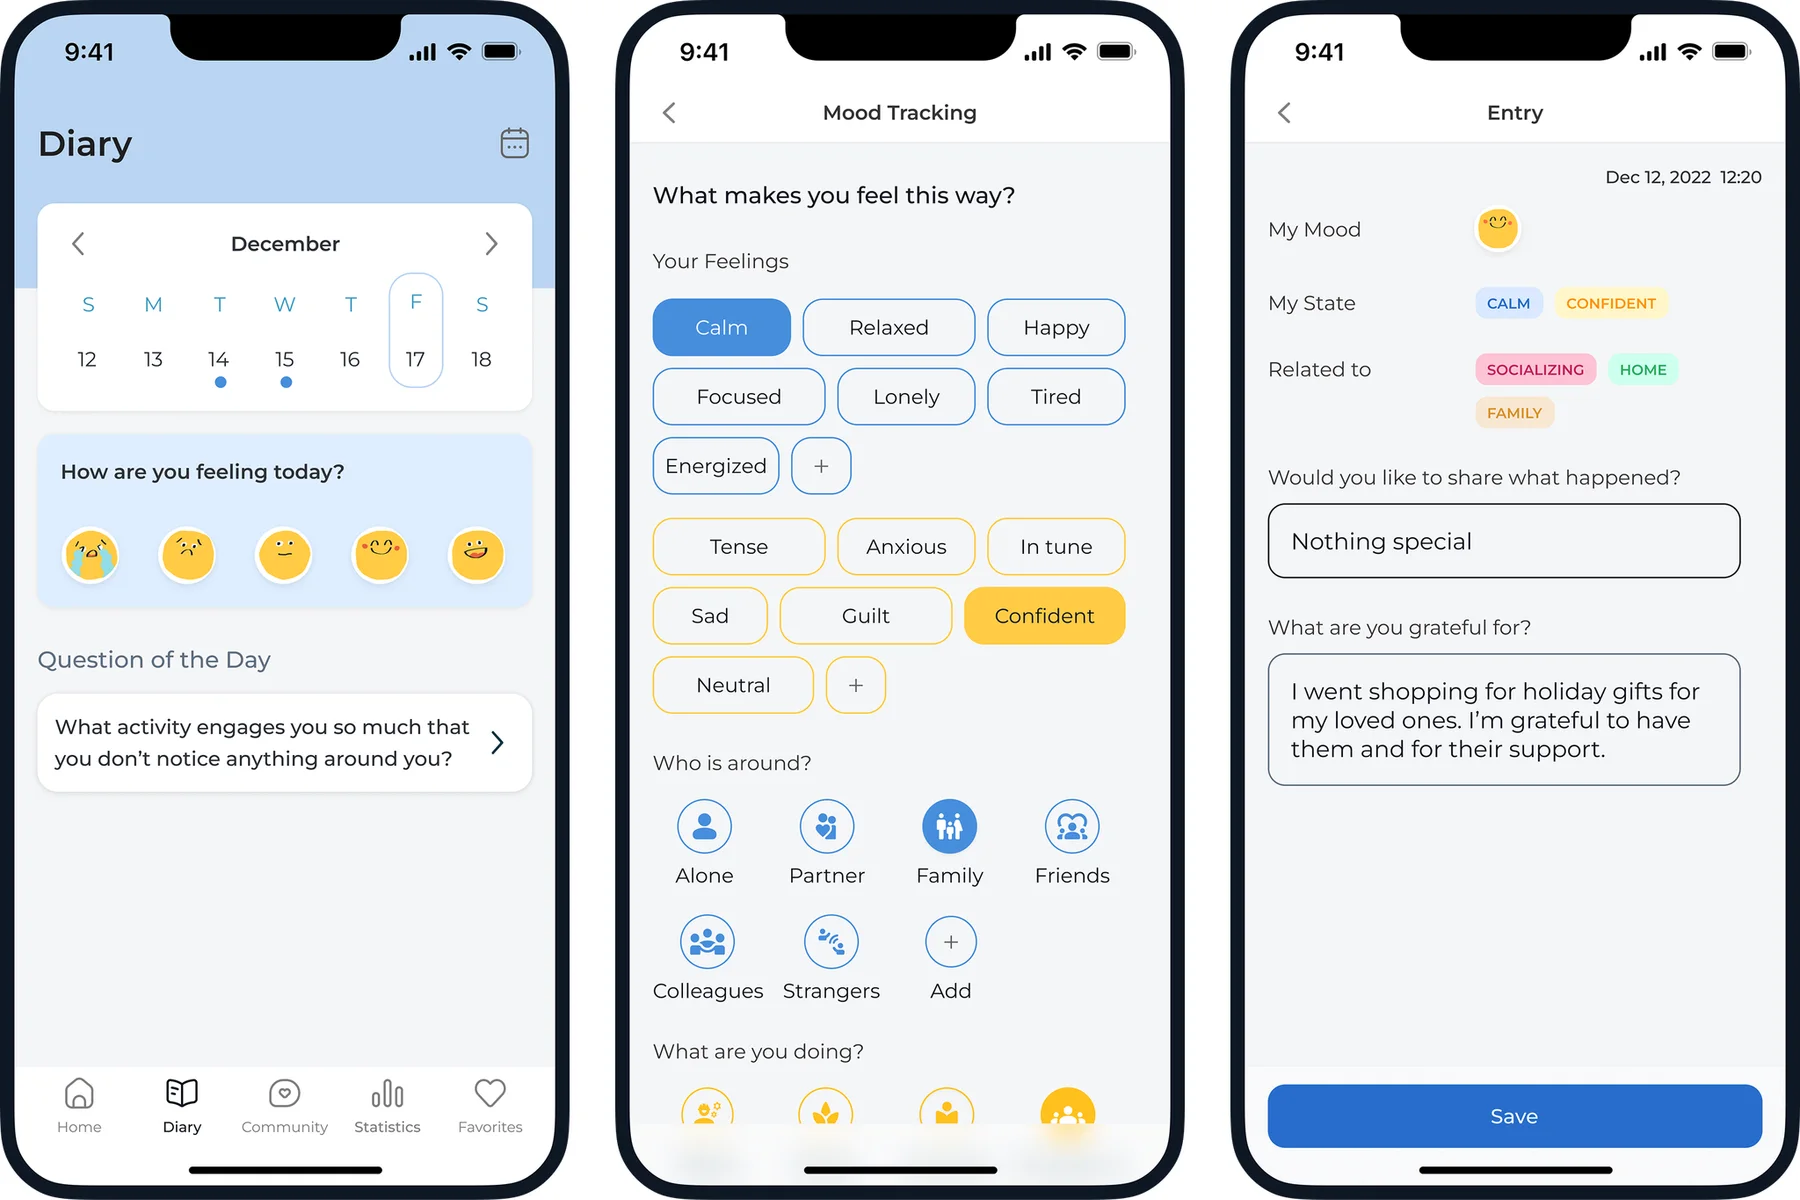 9:41
Diary
December
S M T W T F S
12 13 14 15 16 17 18
How are you feeling today?
Question of the Day
What activity engages you so much that
you don’t notice anything around you?
Home Diary Community Statistics Favorites
9:41
Mood Tracking
What makes you feel this way?
Your Feelings
Calm Relaxed Happy
Focused Lonely Tired
Energized +
Tense Anxious In tune
Sad Guilt Confident
Neutral +
Who is around?
Alone Partner Family Friends
+
Colleagues Strangers Add
What are you doing?
9:41
Entry
Dec 12, 2022 12:20
My Mood
My State CALM CONFIDENT
Related to SOCIALIZING HOME
FAMILY
Would you like to share what happened?
Nothing special
What are you grateful for?
I went shopping for holiday gifts for
my loved ones. I’m grateful to have
them and for their support.
Save